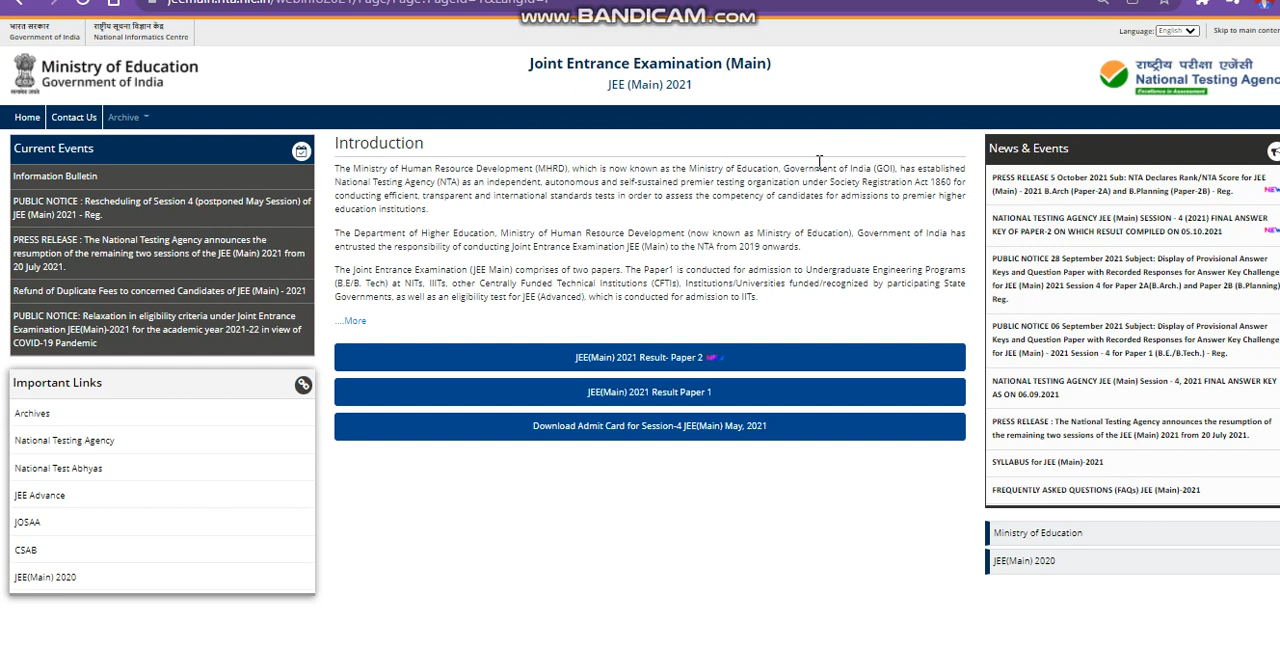 www.BANDICAM.com
भारत सरकार
Government of India
राष्ट्रीय सूचना विज्ञान केंद्र
National Informatics Centre
Language: English
Skip to main conter
Ministry of Education
Government of India
Joint Entrance Examination (Main)
JEE (Main) 2021
राष्ट्रीय परीक्षा एजेंसी
National Testing Agenc
Excellence in Assessment
Home
Contact Us
Archive
Current Events
Information Bulletin
PUBLIC NOTICE : Rescheduling of Session 4 (postponed May Session) of
JEE (Main) 2021 - Reg.
PRESS RELEASE : The National Testing Agency announces the
resumption of the remaining two sessions of the JEE (Main) 2021 from
20 July 2021.
Refund of Duplicate Fees to concerned Candidates of JEE (Main) - 2021
PUBLIC NOTICE: Relaxation in eligibility criteria under Joint Entrance
Examination JEE(Main)-2021 for the academic year 2021-22 in view of
COVID-19 Pandemic
Important Links
Archives
National Testing Agency
National Test Abhyas
JEE Advance
JOSAA
CSAB
JEE(Main) 2020
Introduction
The Ministry of Human Resource Development (MHRD), which is now known as the Ministry of Education, Government of India (GOI), has established
National Testing Agency (NTA) as an independent, autonomous and self-sustained premier testing organization under Society Registration Act 1860 for
conducting efficient, transparent and international standards tests in order to assess the competency of candidates for admissions to premier higher
education institutions.
The Department of Higher Education, Ministry of Human Resource Development (now known as Ministry of Education), Government of India has
entrusted the responsibility of conducting Joint Entrance Examination JEE (Main) to the NTA from 2019 onwards.
The Joint Entrance Examination (JEE Main) comprises of two papers. The Paper1 is conducted for admission to Undergraduate Engineering Programs
(B.E/B. Tech) at NITs, IIITs, other Centrally Funded Technical Institutions (CFTIs), Institutions/Universities funded/recognized by participating State
Governments, as well as an eligibility test for JEE (Advanced), which is conducted for admission to IITs.
....More
JEE(Main) 2021 Result- Paper 2
JEE(Main) 2021 Result Paper 1
Download Admit Card for Session-4 JEE(Main) May, 2021
News & Events
PRESS RELEASE 5 October 2021 Sub: NTA Declares Rank/NTA Score for JEE
(Main) - 2021 B.Arch (Paper-2A) and B.Planning (Paper-2B) - Reg.
NEW
NATIONAL TESTING AGENCY JEE (Main) SESSION - 4 (2021) FINAL ANSWER
KEY OF PAPER-2 ON WHICH RESULT COMPILED ON 05.10.2021
NEW
PUBLIC NOTICE 28 September 2021 Subject: Display of Provisional Answer
Keys and Question Paper with Recorded Responses for Answer Key Challenge
for JEE (Main) 2021 Session 4 for Paper 2A(B.Arch.) and Paper 2B (B.Planning)
Reg.
PUBLIC NOTICE 06 September 2021 Subject: Display of Provisional Answer
Keys and Question Paper with Recorded Responses for Answer Key Challenge
for JEE (Main) - 2021 Session - 4 for Paper 1 (B.E./B.Tech.) - Reg.
NATIONAL TESTING AGENCY JEE (Main) Session - 4, 2021 FINAL ANSWER KEY
AS ON 06.09.2021
PRESS RELEASE : The National Testing Agency announces the resumption of
the remaining two sessions of the JEE (Main) 2021 from 20 July 2021.
SYLLABUS for JEE (Main)-2021
FREQUENTLY ASKED QUESTIONS (FAQs) JEE (Main)-2021
Ministry of Education
JEE(Main) 2020